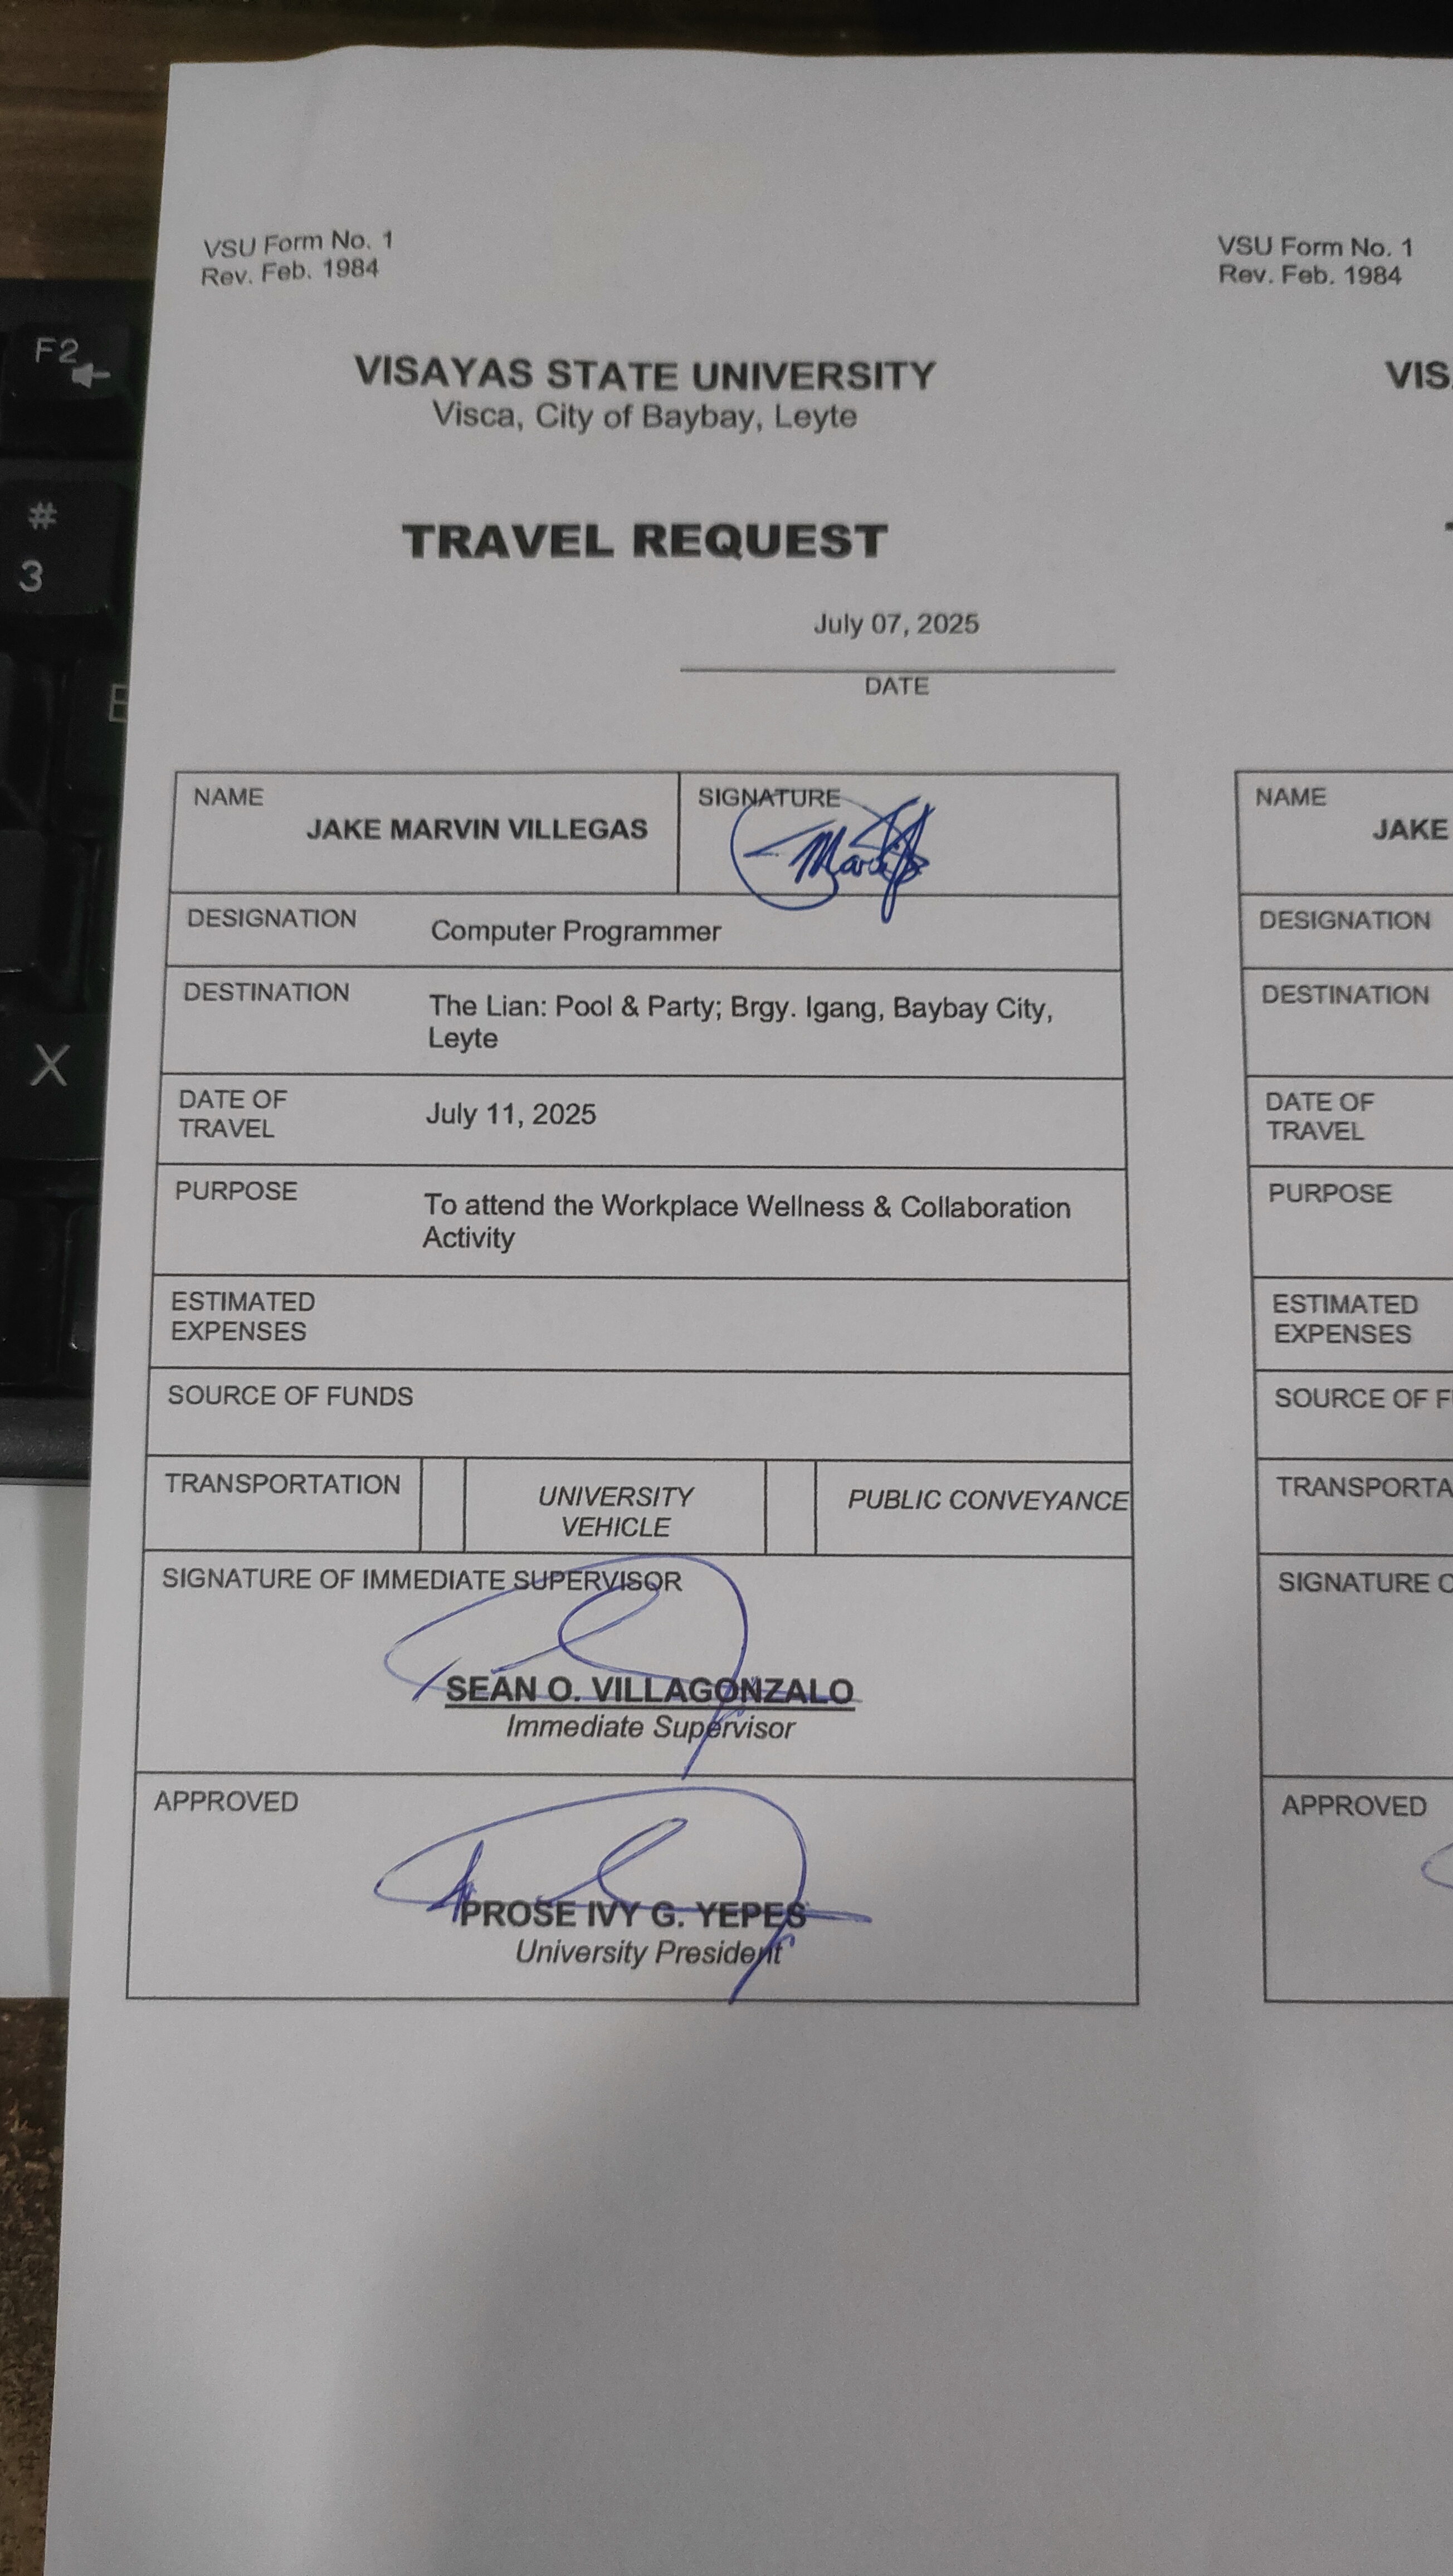 VSU Form No. 1
Rev. Feb. 1984
VISAYAS STATE UNIVERSITY
Visca, City of Baybay, Leyte
TRAVEL REQUEST
July 07, 2025
DATE
NAME
JAKE MARVIN VILLEGAS
SIGNATURE
DESIGNATION
Computer Programmer
DESTINATION
The Lian: Pool & Party; Brgy. Igang, Baybay City,
Leyte
DATE OF
TRAVEL
July 11, 2025
PURPOSE
To attend the Workplace Wellness & Collaboration
Activity
ESTIMATED
EXPENSES
SOURCE OF FUNDS
TRANSPORTATION
UNIVERSITY
VEHICLE
PUBLIC CONVEYANCE
SIGNATURE OF IMMEDIATE SUPERVISOR
SEAN O. VILLAGONZALO
Immediate Supervisor
APPROVED
PROSE IVY G. YEPES
University President
VSU Form No. 1
Rev. Feb. 1984
VIS
NAME
JAKE
DESIGNATION
DESTINATION
DATE OF
TRAVEL
PURPOSE
ESTIMATED
EXPENSES
SOURCE OF F
TRANSPORTA
SIGNATURE
APPROVED
F2
#
3
E
X